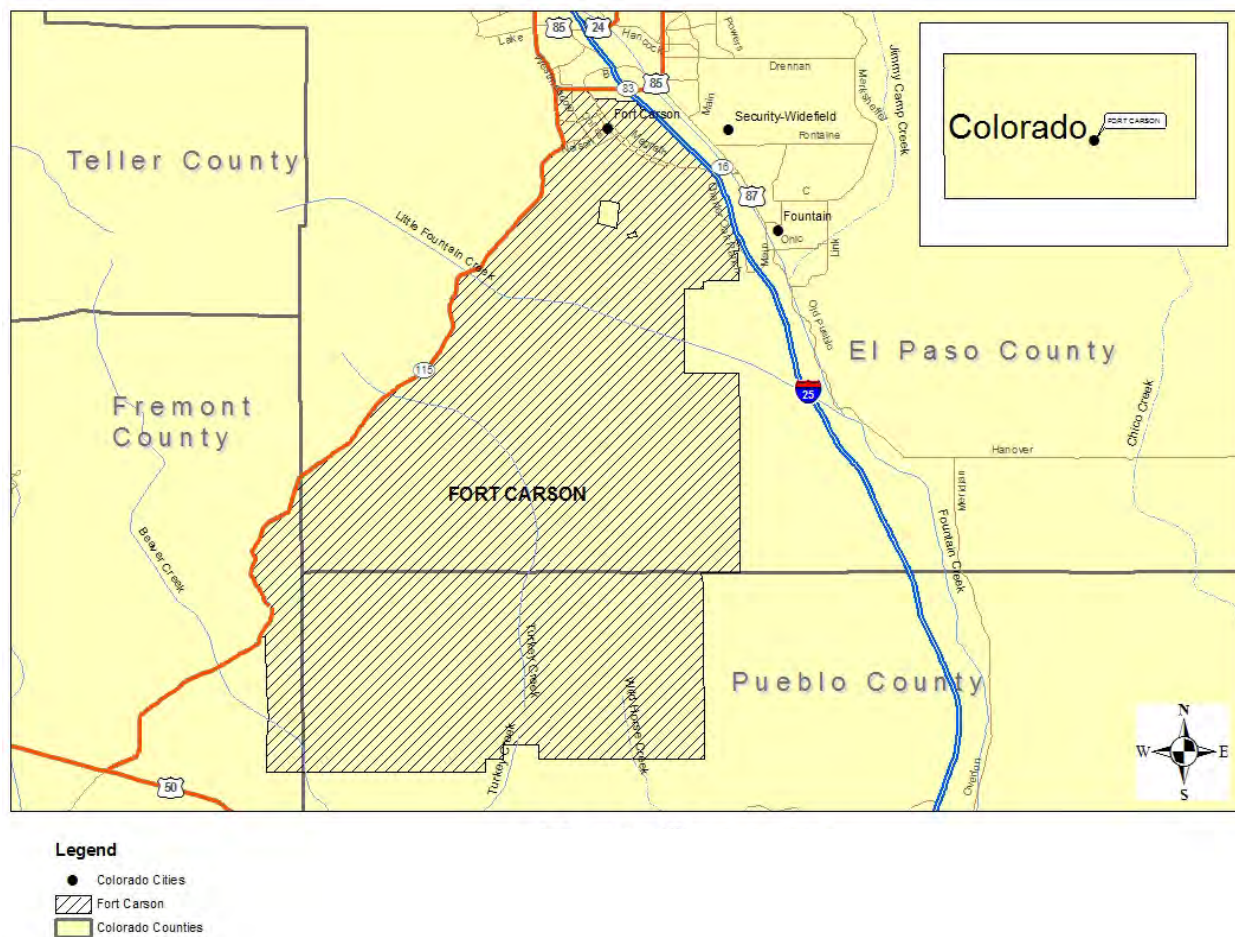 85
24
Lake
Hancock
Powers
Jimmy Camp Creek
Drennan
Marksheffel
B
85
83
Main
Fort Carson
Security-Widefield
Fontaine
Nelson
Magrath
16
87
C
Fountain
Ohio
Main
Link
Colorado
FORT CARSON
Teller County
Little Fountain Creek
Old Pueblo
El Paso County
115
25
Fremont
County
Chico Creek
Hanover
Meridian
FORT CARSON
Fountain Creek
Beaver Creek
Turkey Creek
Wild Horse Creek
Pueblo County
Turkey Creek
Overton
50
N
W
E
S
Legend
Colorado Cities
Fort Carson
Colorado Counties